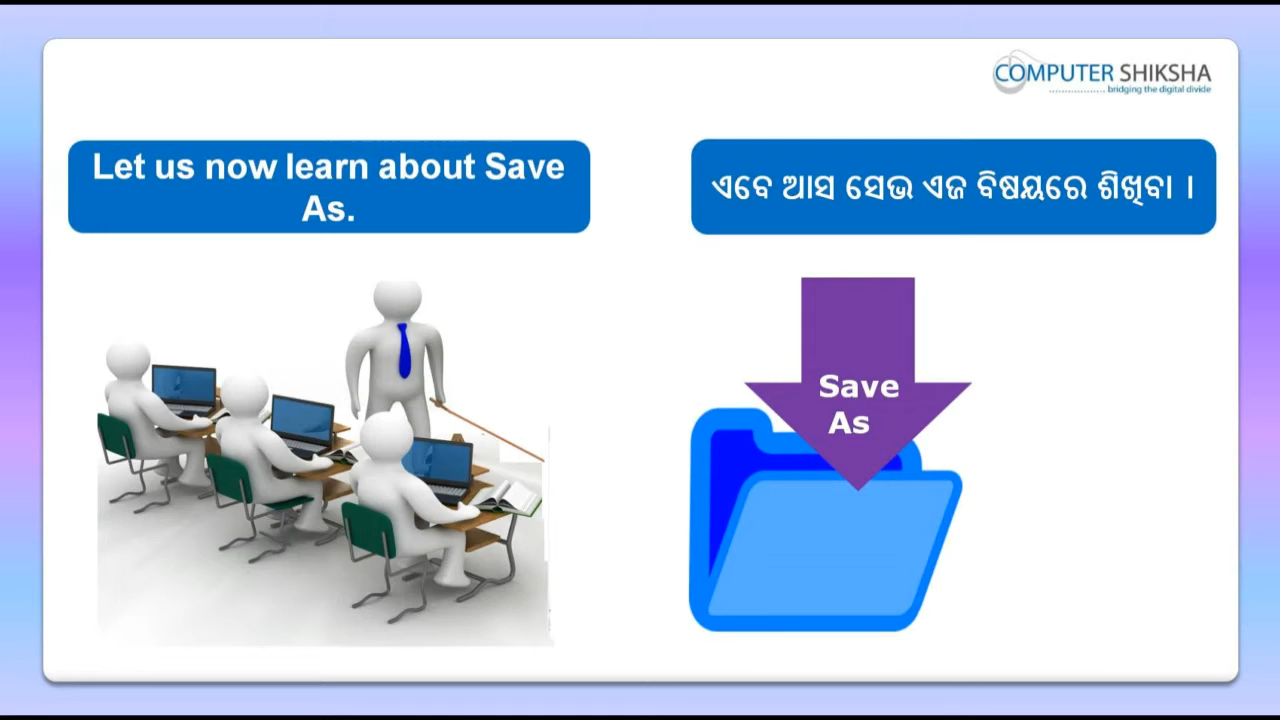 COMPUTER SHIKSHA
bridging the digital divide
Let us now learn about Save
As.
ଏବେ ଆସ ସେଭ ଏଜ ବିଷୟରେ ଶିଖିବା ।
Save
As